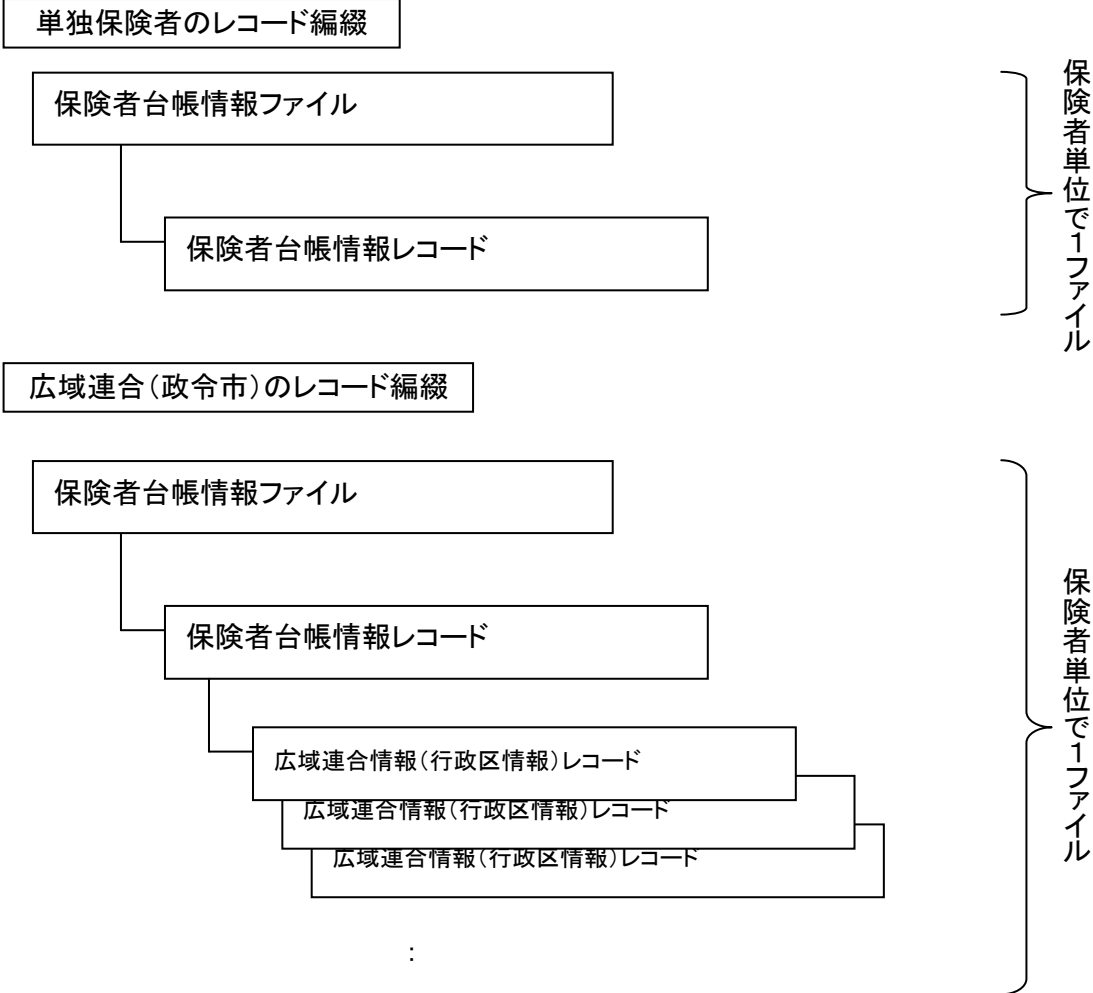 単独保険者のレコード編綴
保険者台帳情報ファイル
保険者台帳情報レコード
保険者単位で1ファイル
広域連合(政令市)のレコード編綴
保険者台帳情報ファイル
保険者台帳情報レコード
広域連合情報(行政区情報)レコード
広域連合情報(行政区情報)レコード
広域連合情報(行政区情報)レコード
:
保険者単位で1ファイル